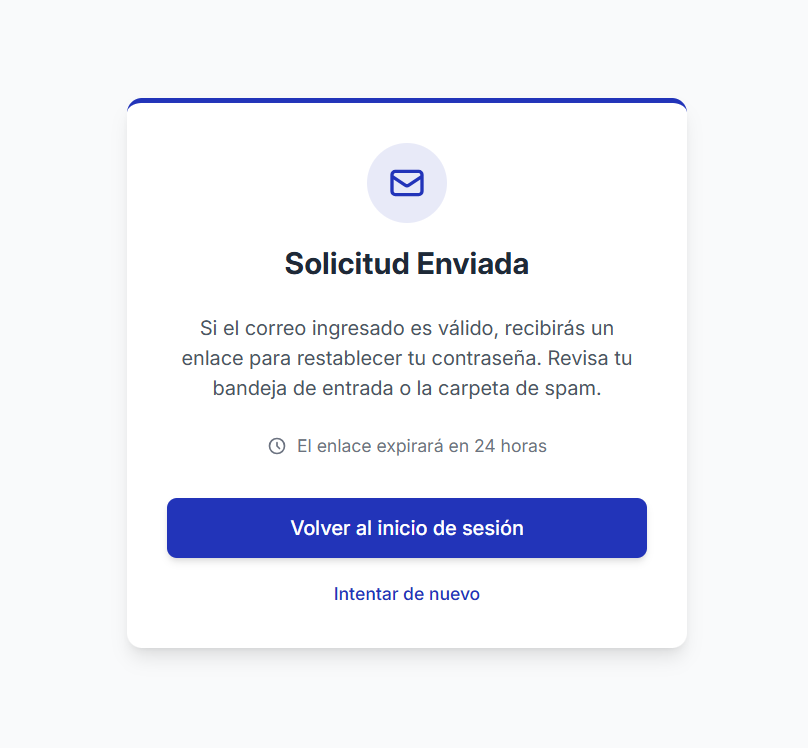 Solicitud Enviada
Si el correo ingresado es válido, recibirás un
enlace para restablecer tu contraseña. Revisa tu
bandeja de entrada o la carpeta de spam.
El enlace expirará en 24 horas
Volver al inicio de sesión
Intentar de nuevo